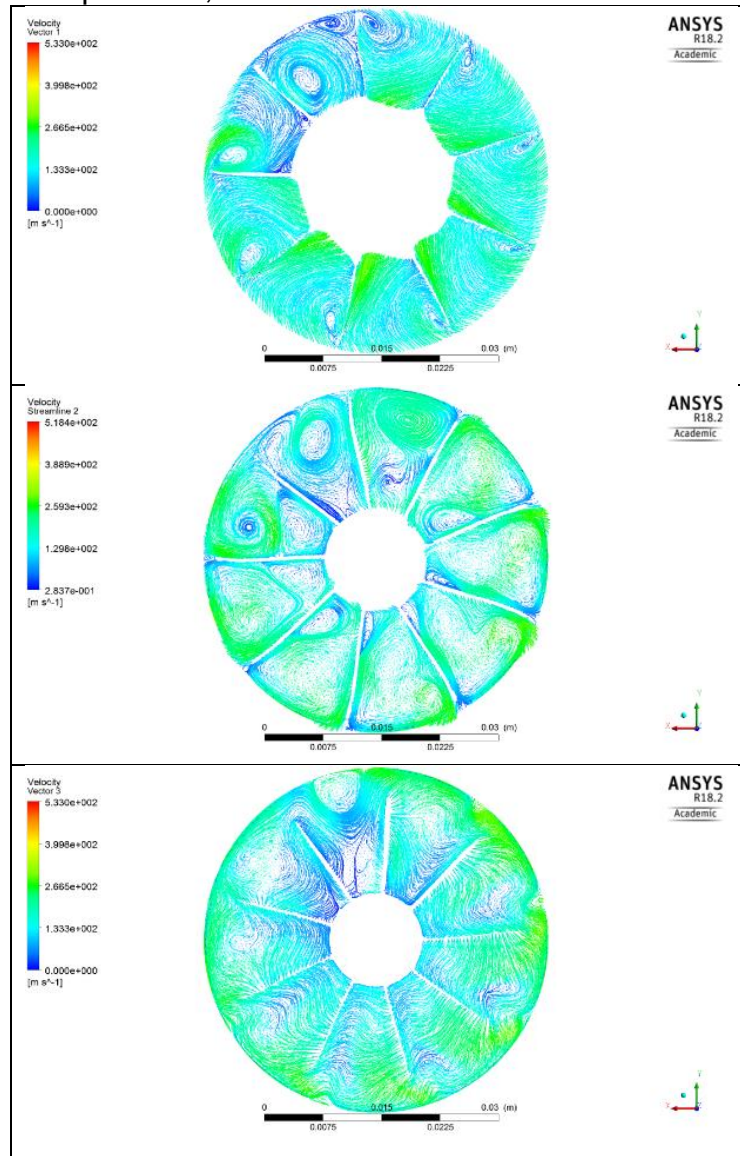 Velocity
Vector 1
5.330e+002
3.998e+002
2.665e+002
1.333e+002
0.000e+000
[m s^-1]
ANSYS
R18.2
Academic
Y
X
0 0.015 0.03 (m)
0.0075 0.0225
Velocity
Streamline 2
5.184e+002
3.889e+002
2.593e+002
1.298e+002
2.837e-001
[m s^-1]
ANSYS
R18.2
Academic
Y
X
0 0.015 0.03 (m)
0.0075 0.0225
Velocity
Vector 3
5.330e+002
3.998e+002
2.665e+002
1.333e+002
0.000e+000
[m s^-1]
ANSYS
R18.2
Academic
Y
X
0 0.015 0.03 (m)
0.0075 0.0225